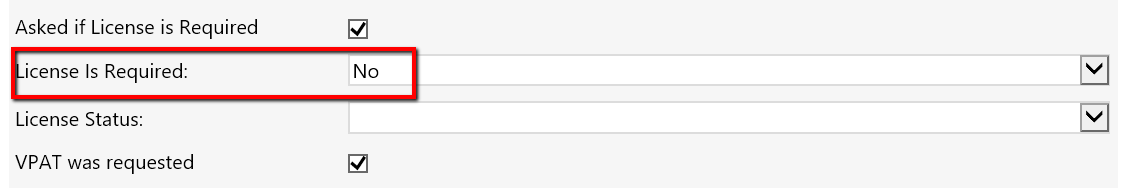 Asked if License is Required
License Is Required: No
License Status:
VPAT was requested